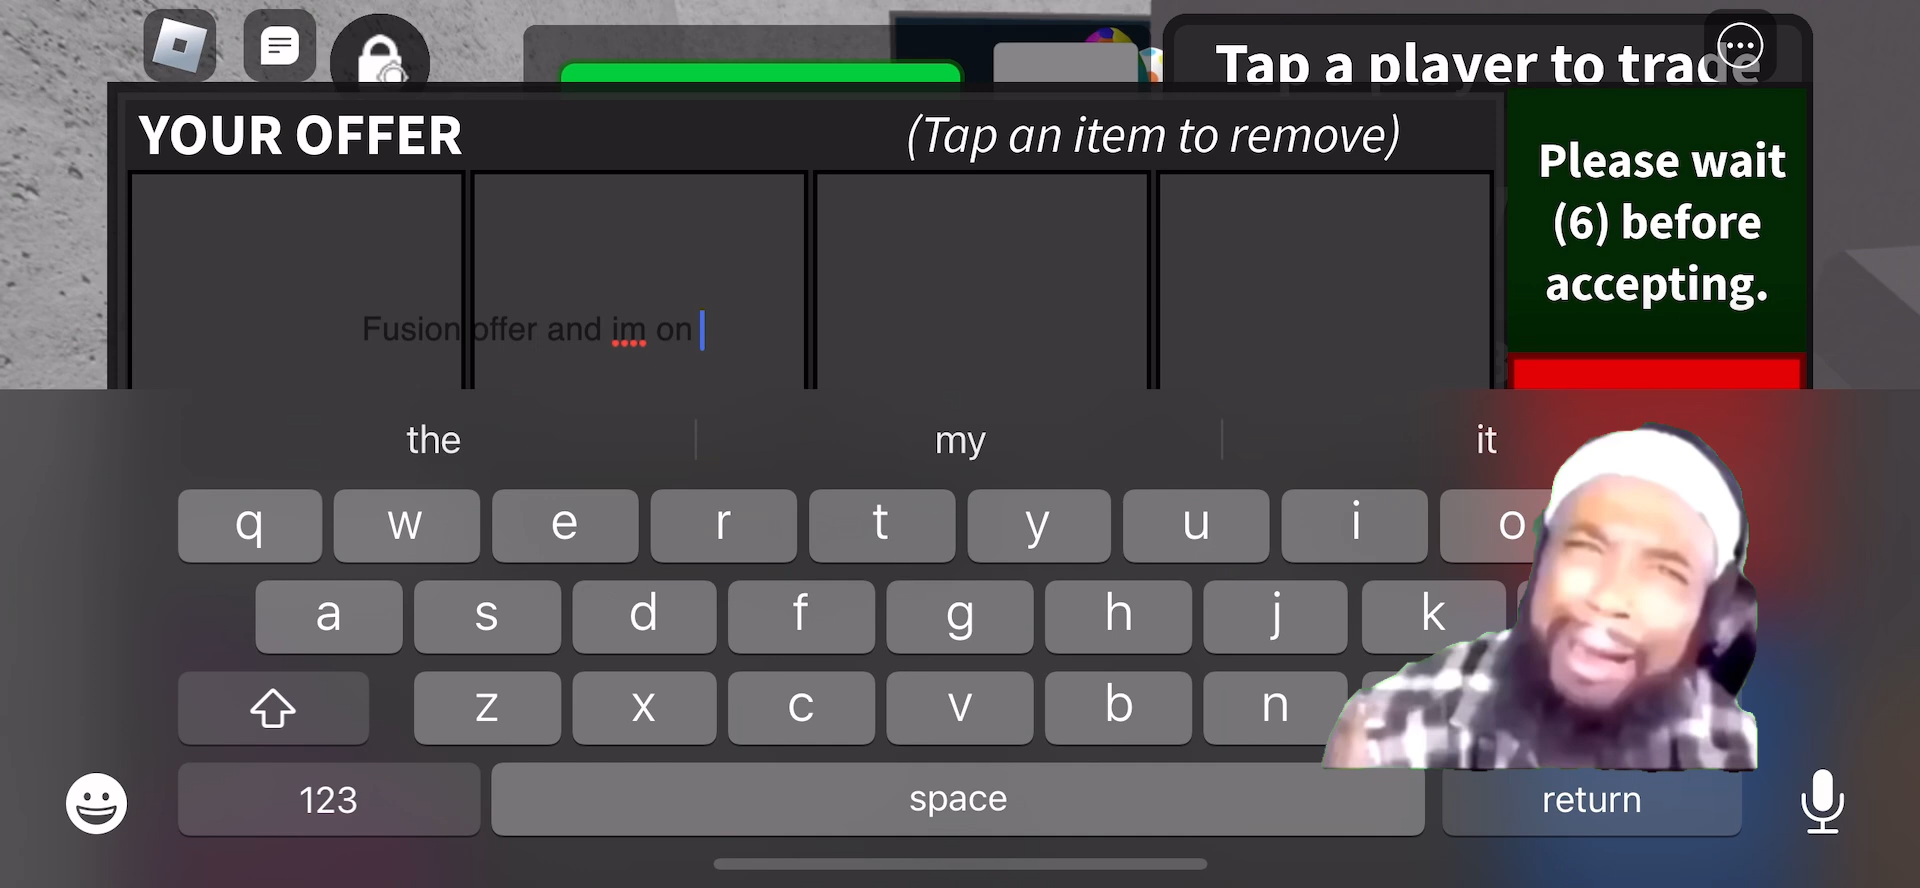 Tap a player to trade
YOUR OFFER
(Tap an item to remove)
Please wait
(6) before
accepting.
Fusion offer and im on
the my it
q w e r t y u i o
a s d f g h j k
z x c v b n
123 space return